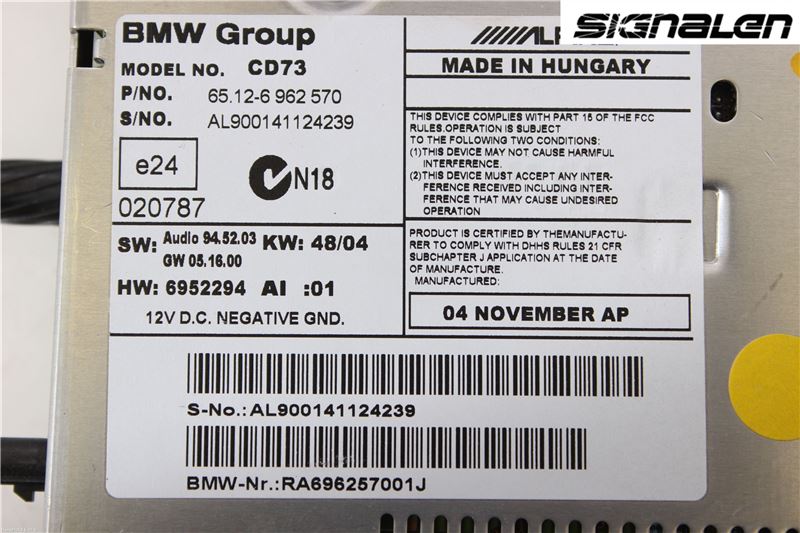 SIGNALEN
BMW Group
MODEL NO. CD73
P/NO. 65.12-6 962 570
S/NO. AL900141124239
e24
N18
020787
MADE IN HUNGARY
THIS DEVICE COMPLIES WITH PART 15 OF THE FCC
RULES.OPERATION IS SUBJECT
TO THE FOLLOWING TWO CONDITIONS:
(1)THIS DEVICE MAY NOT CAUSE HARMFUL
INTERFERENCE.
(2)THIS DEVICE MUST ACCEPT ANY INTER-
FERENCE RECEIVED INCLUDING INTER-
FERENCE THAT MAY CAUSE UNDESIRED
OPERATION
SW: Audio 94.52.03 KW: 48/04
GW 05.16.00
HW: 6952294 AI :01
12V D.C. NEGATIVE GND.
PRODUCT IS CERTIFIED BY THEMANUFACTU-
RER TO COMPLY WITH DHHS RULES 21 CFR
SUBCHAPTER J APPLICATION AT THE DATE
OF MANUFACTURE.
MANUFACTURED:
04 NOVEMBER AP
S-No.:AL900141124239
BMW-Nr.:RA696257001J